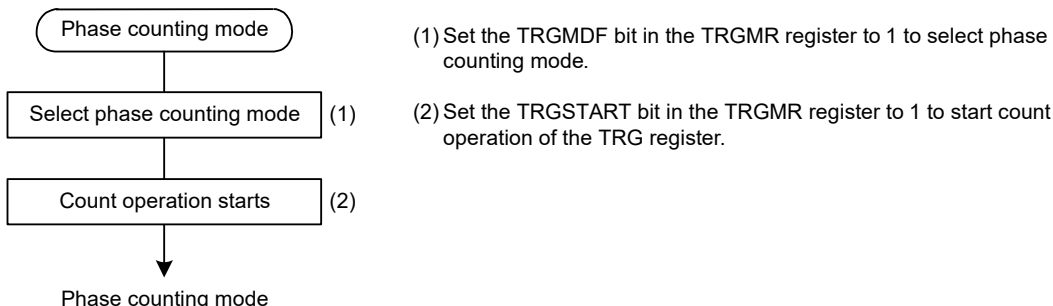 Phase counting mode
Select phase counting mode (1)
Count operation starts (2)
Phase counting mode
(1) Set the TRGMDF bit in the TRGMR register to 1 to select phase
counting mode.
(2) Set the TRGSTART bit in the TRGMR register to 1 to start count
operation of the TRG register.